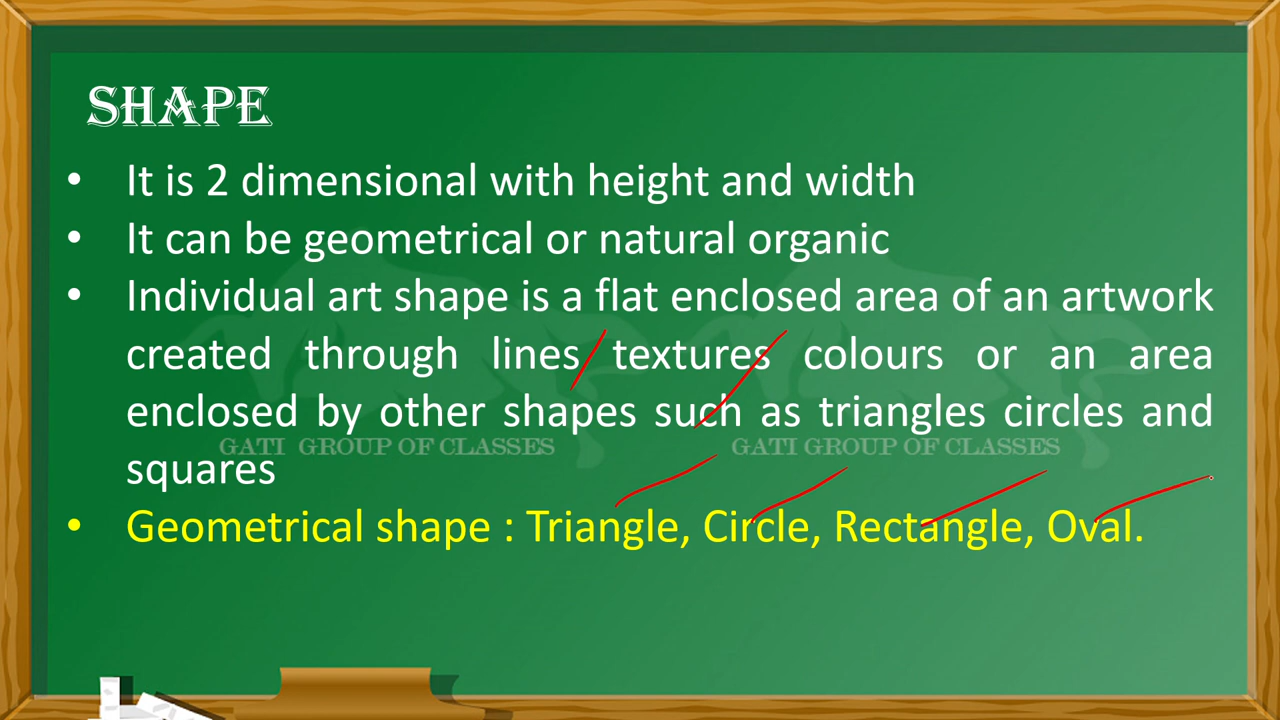 SHAPE
• It is 2 dimensional with height and width
• It can be geometrical or natural organic
• Individual art shape is a flat enclosed area of an artwork
created through lines textures colours or an area
enclosed by other shapes such as triangles circles and
GATI GROUP OF CLASSES GATI GROUP OF CLASSES
squares
• Geometrical shape : Triangle, Circle, Rectangle, Oval.